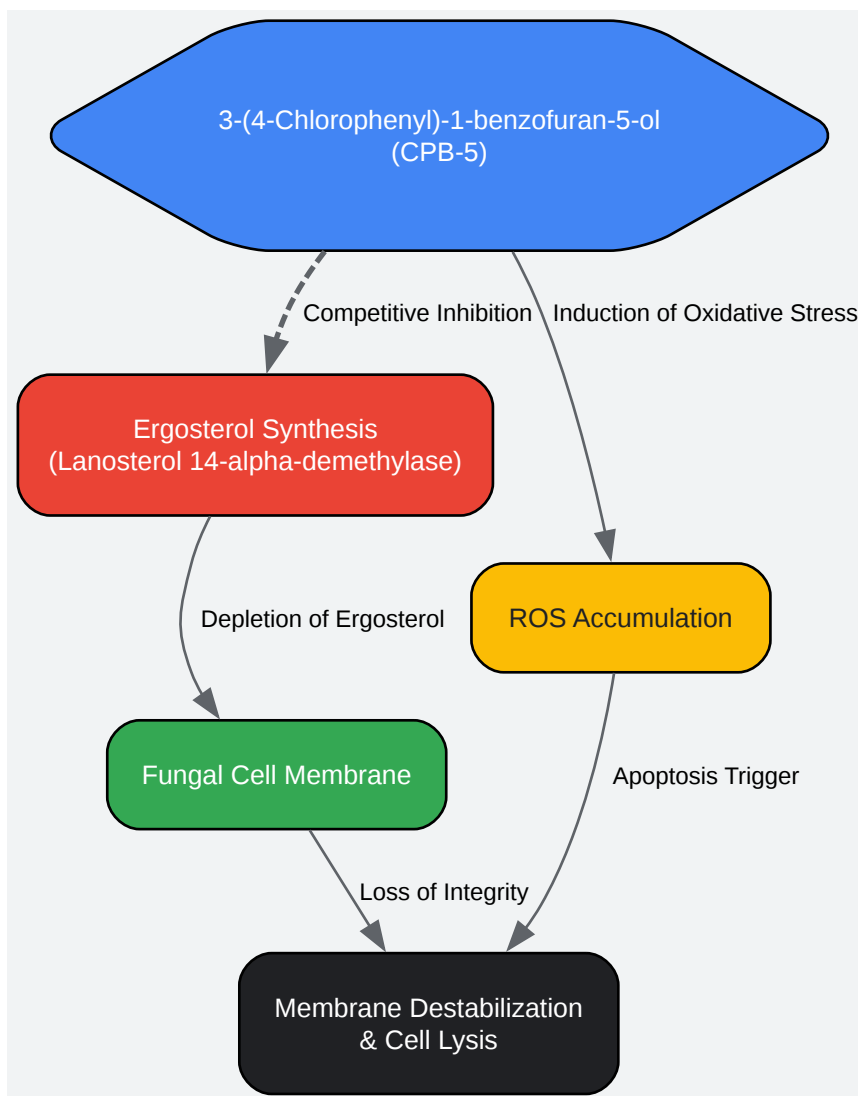 3-(4-Chlorophenyl)-1-benzofuran-5-ol
(CPB-5)
Competitive Inhibition
Induction of Oxidative Stress
Ergosterol Synthesis
(Lanosterol 14-alpha-demethylase)
Depletion of Ergosterol
ROS Accumulation
Fungal Cell Membrane
Apoptosis Trigger
Loss of Integrity
Membrane Destabilization
& Cell Lysis